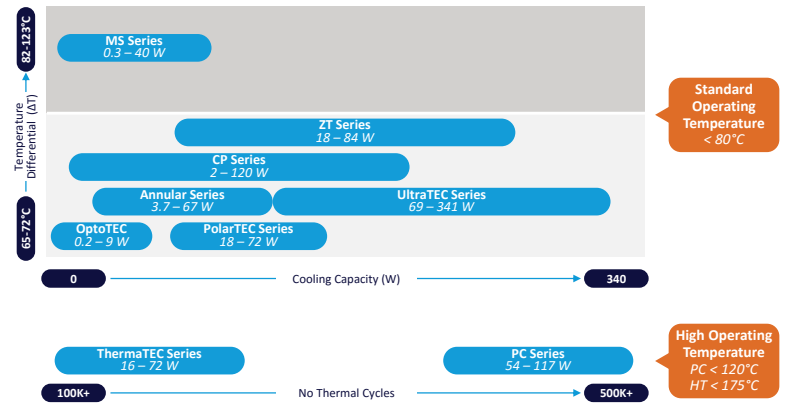 82-123°C
MS Series
0.3 – 40 W
Temperature
Differential (ΔT)
Standard
Operating
Temperature
< 80°C
ZT Series
18 – 84 W
CP Series
2 – 120 W
Annular Series
3.7 – 67 W
UltraTEC Series
69 – 341 W
65-72°C
OptoTEC
0.2 – 9 W
PolarTEC Series
18 – 72 W
0
Cooling Capacity (W)
340
ThermaTEC Series
16 – 72 W
PC Series
54 – 117 W
High Operating
Temperature
PC < 120°C
HT < 175°C
100K+
No Thermal Cycles
500K+